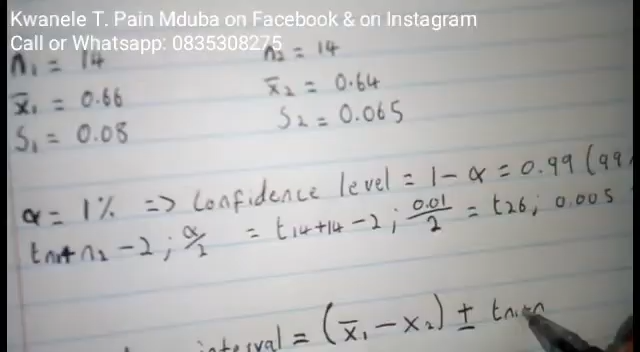 Kwanele T. Pain Mduba on Facebook & on Instagram
Call or Whatsapp: 0835308275
n₁ = 14 n₂ = 14
x̄₁ = 0.66 x̄₂ = 0.64
S₁ = 0.08 S₂ = 0.065
α = 1% => Confidence level = 1 - α = 0.99 (99
tn₁+n₂ - 2 ; α/2 = t14+14 - 2 ; 0.01/2 = t26 ; 0.005
interval = (x̄₁ - x₂) ± tn₁+n